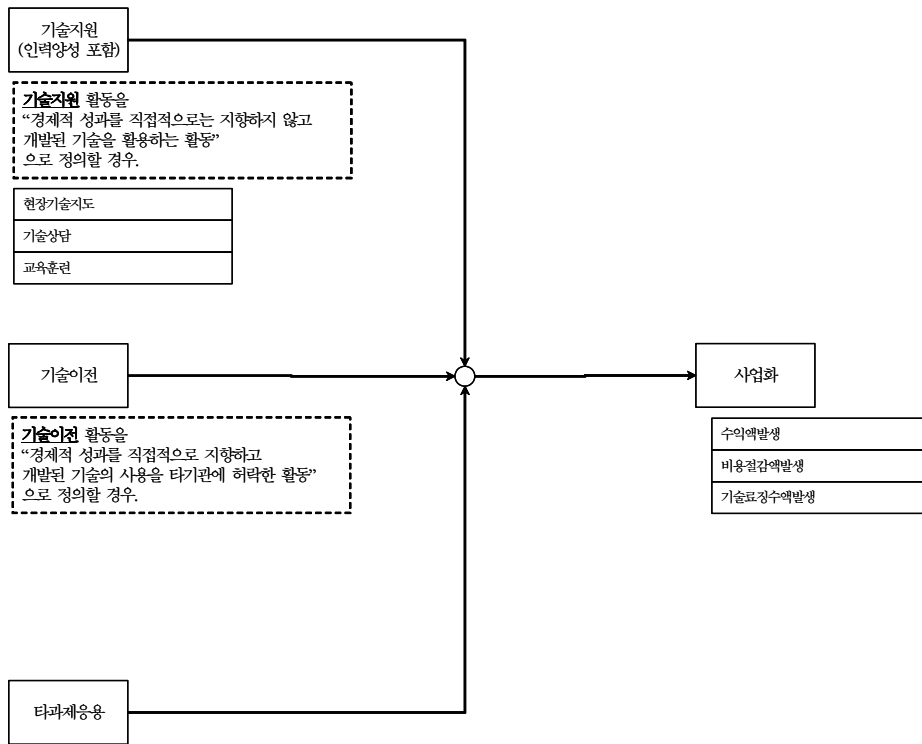 기술지원
(인력양성 포함)
기술지원 활동을
“경제적 성과를 직접적으로는 지향하지 않고
개발된 기술을 활용하는 활동”
으로 정의할 경우.
현장기술지도
기술상담
교육훈련
기술이전
사업화
기술이전 활동을
“경제적 성과를 직접적으로 지향하고
개발된 기술의 사용을 타기관에 허락한 활동”
으로 정의할 경우.
수익액발생
비용절감액발생
기술료징수액발생
타과제응용